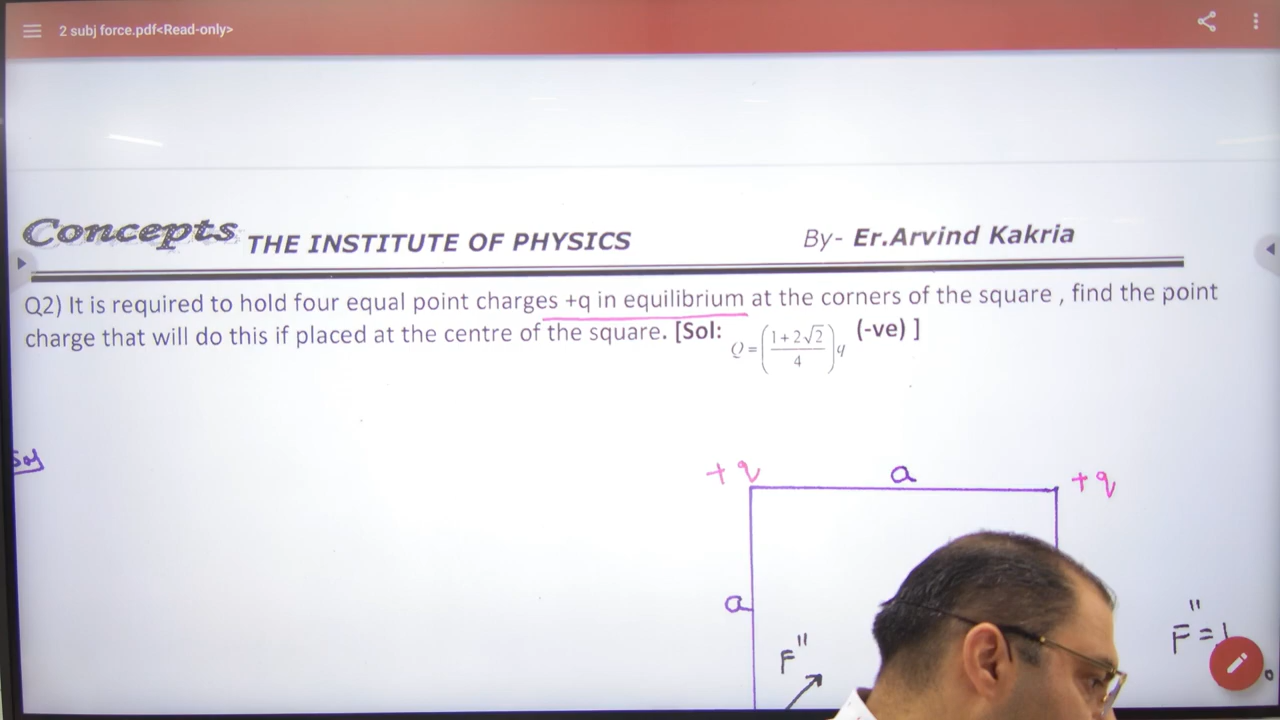 2 subj force.pdf<Read-only>
Concepts THE INSTITUTE OF PHYSICS By- Er.Arvind Kakria
Q2) It is required to hold four equal point charges +q in equilibrium at the corners of the square , find the point
charge that will do this if placed at the centre of the square. [Sol: Q=(1+2√2/4)q (-ve) ]
Sol
+q a +q
a
F"
F" =